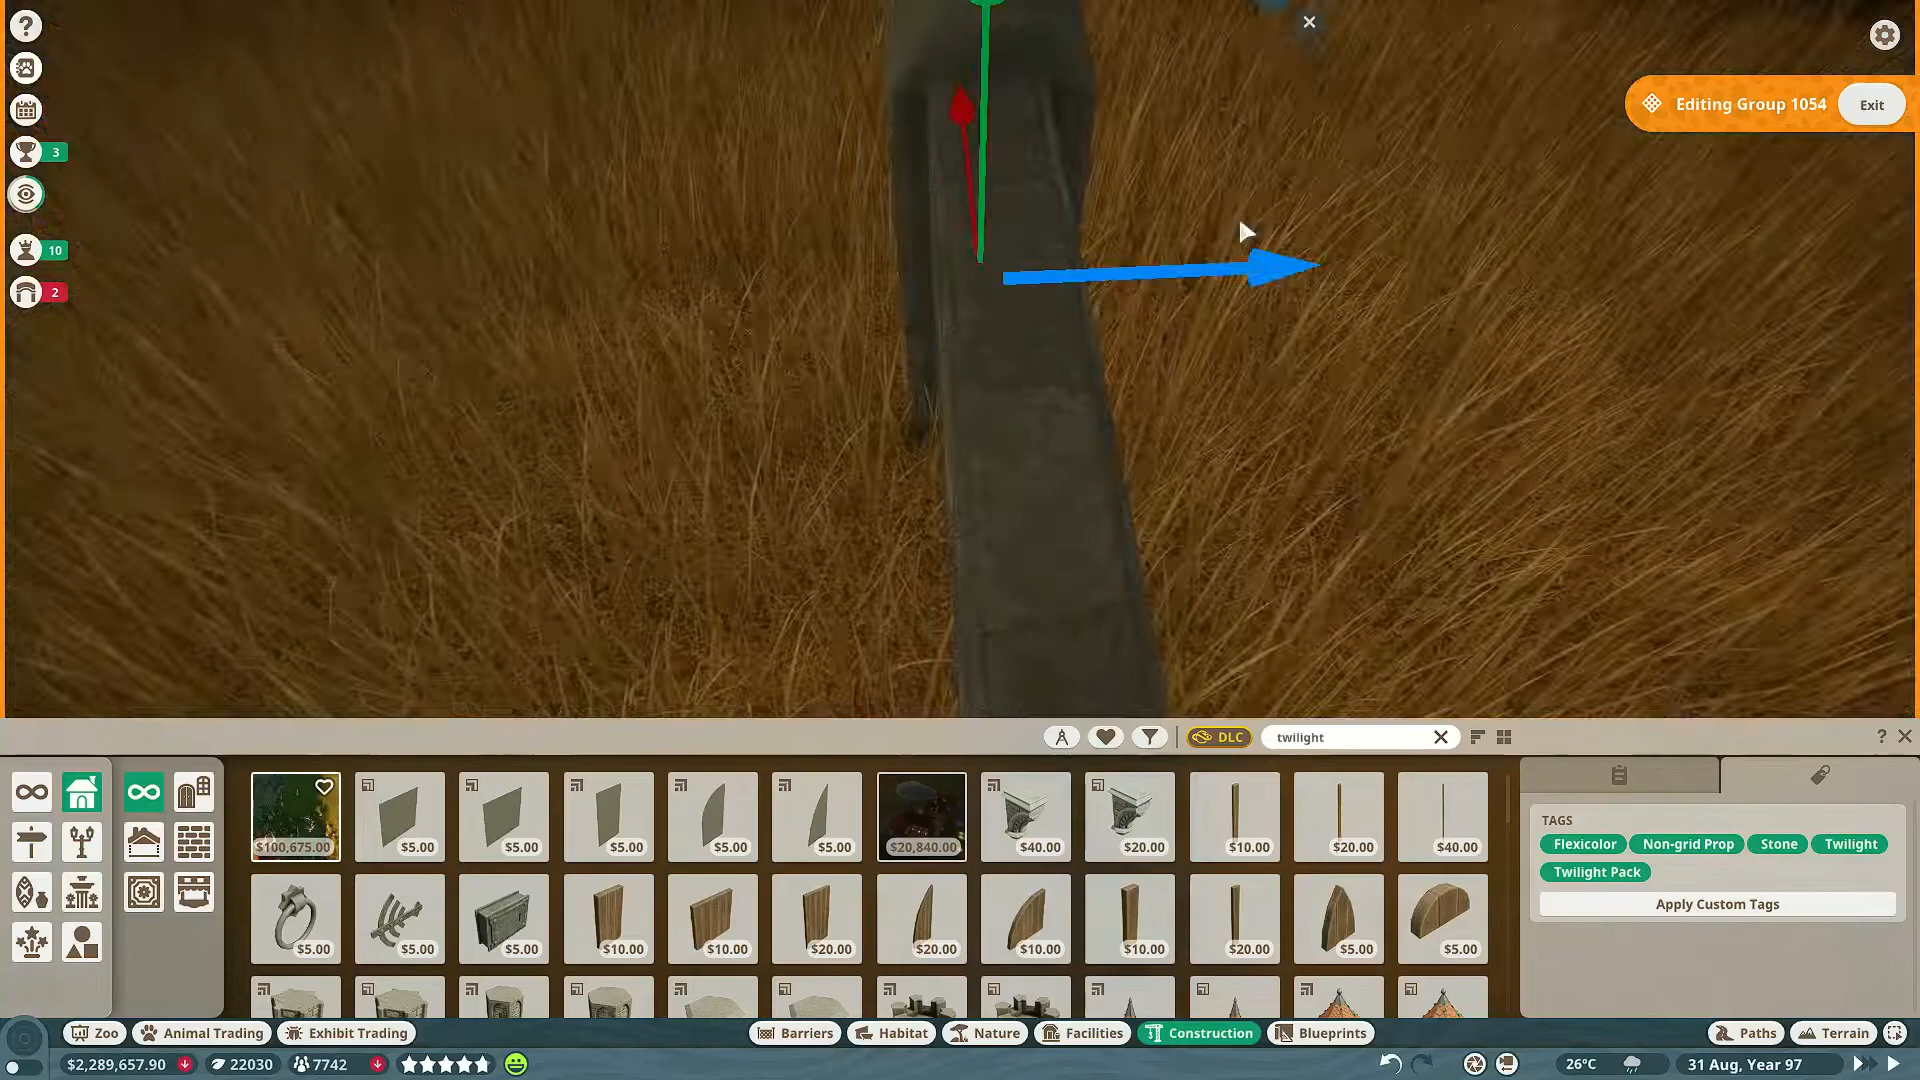 Editing Group 1054 Exit
3
10
2
DLC twilight
$100,675.00 $5.00 $5.00 $5.00 $5.00 $5.00 $20,840.00 $40.00 $20.00 $10.00 $20.00 $40.00
$5.00 $5.00 $5.00 $10.00 $10.00 $20.00 $20.00 $10.00 $10.00 $20.00 $5.00 $5.00
TAGS
Flexicolor Non-grid Prop Stone Twilight
Twilight Pack
Apply Custom Tags
Zoo Animal Trading Exhibit Trading Barriers Habitat Nature Facilities Construction Blueprints Paths Terrain
$2,289,657.90 22030 7742 26°C 31 Aug, Year 97